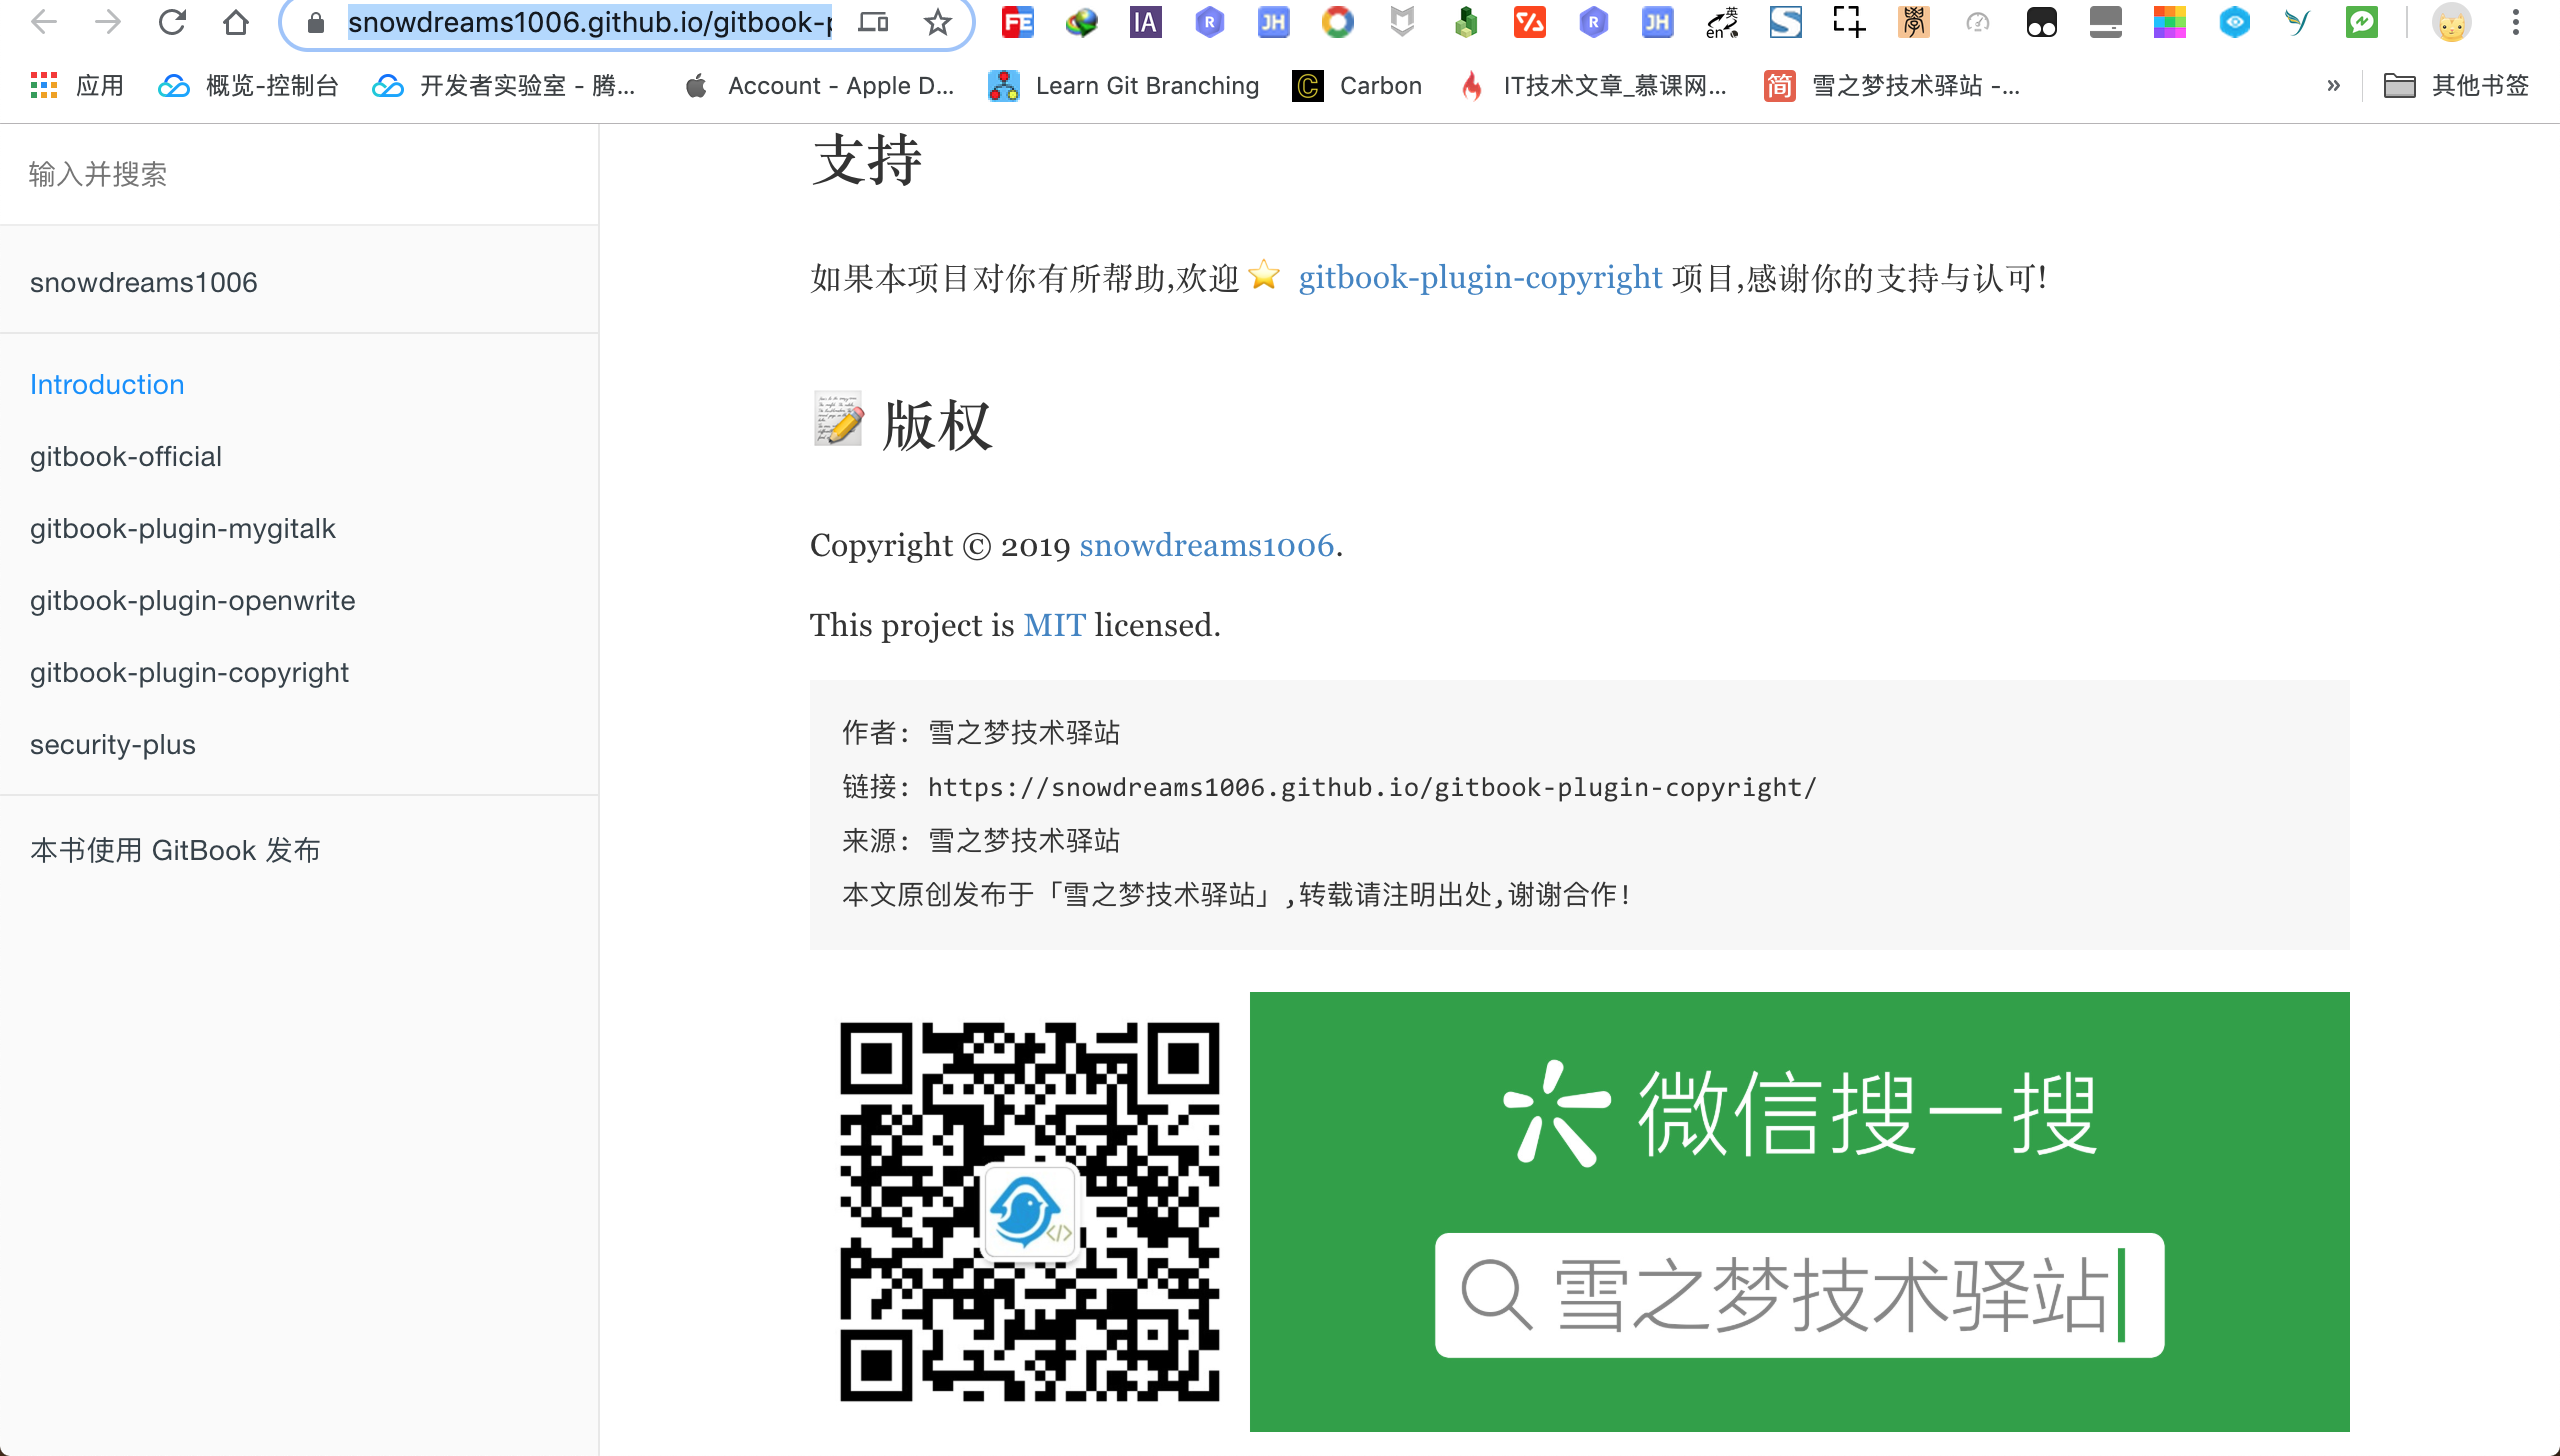 snowdreams1006.github.io/gitbook-p
应用 概览-控制台 开发者实验室 - 腾... Account - Apple D... Learn Git Branching Carbon IT技术文章_慕课网... 雪之梦技术驿站 -... » 其他书签
输入并搜索
snowdreams1006
Introduction
gitbook-official
gitbook-plugin-mygitalk
gitbook-plugin-openwrite
gitbook-plugin-copyright
security-plus
本书使用 GitBook 发布
支持
如果本项目对你有所帮助,欢迎 ⭐ gitbook-plugin-copyright 项目,感谢你的支持与认可!
📝 版权
Copyright © 2019 snowdreams1006.
This project is MIT licensed.
作者: 雪之梦技术驿站
链接: https://snowdreams1006.github.io/gitbook-plugin-copyright/
来源: 雪之梦技术驿站
本文原创发布于「雪之梦技术驿站」,转载请注明出处,谢谢合作!
微信搜一搜
雪之梦技术驿站